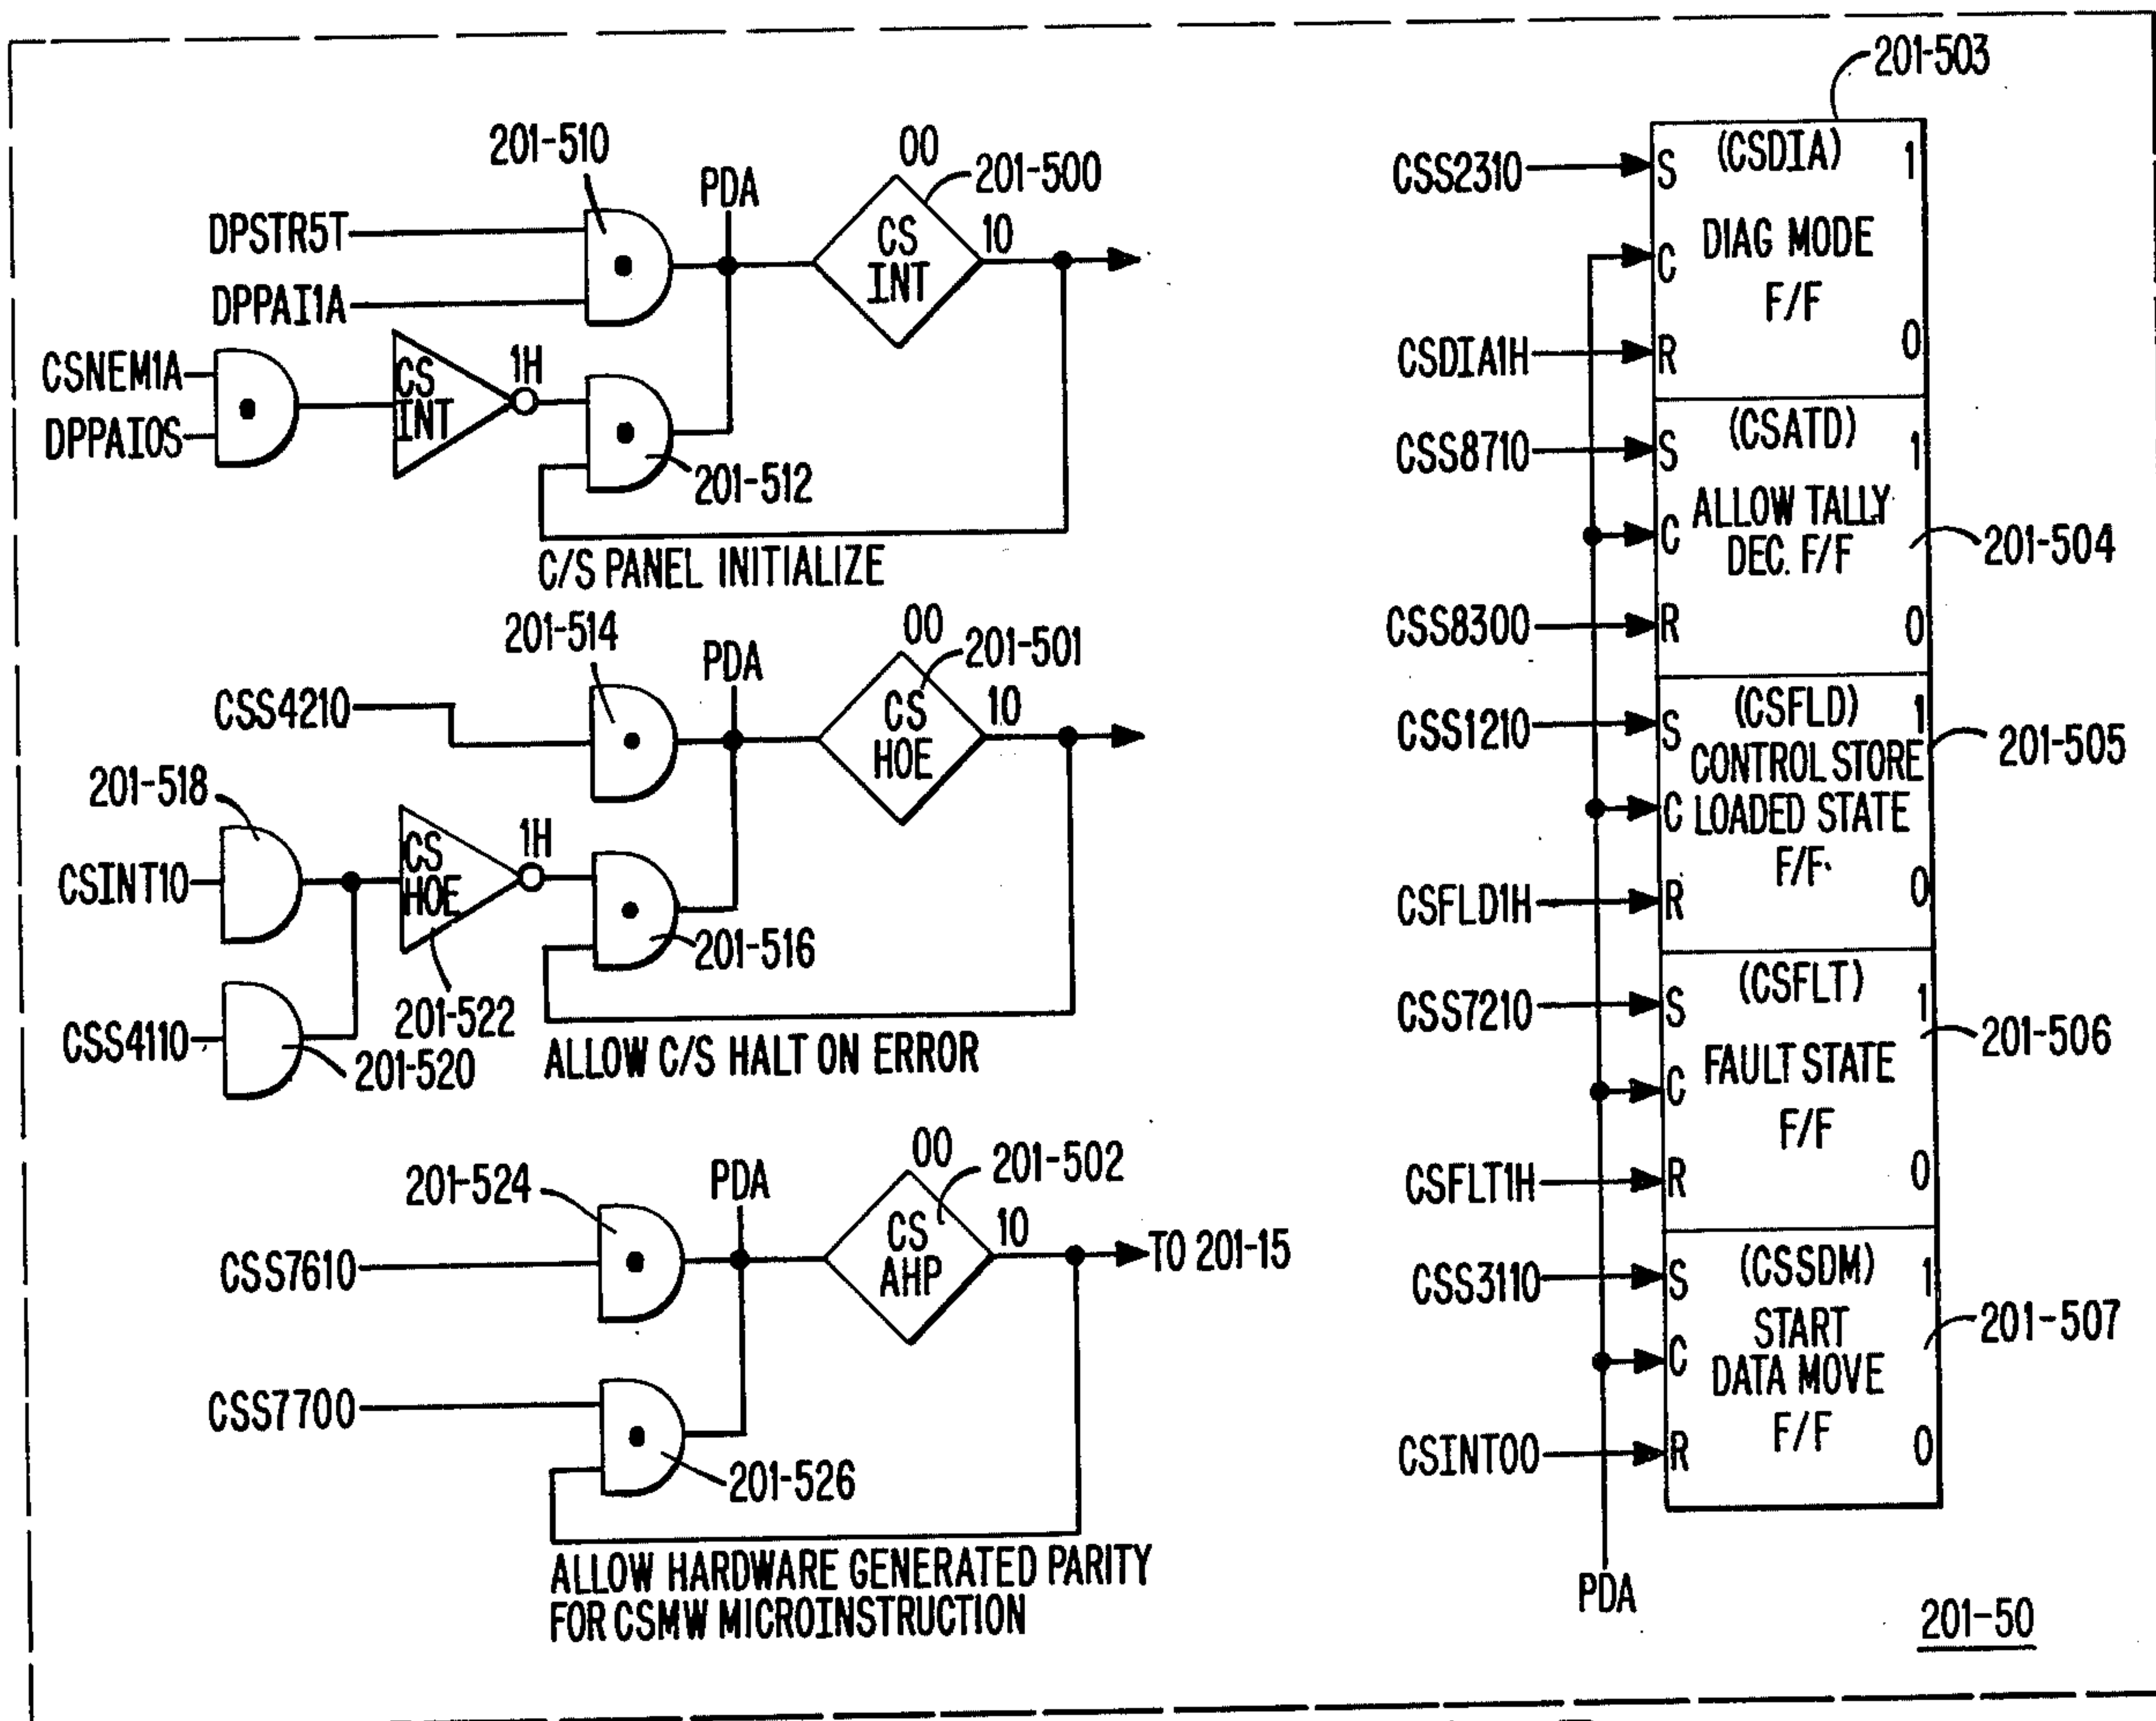 201-510
DPSTR5T
DPPAI1A
PDA
00
201-500
CS
INT
10
CSNEM1A
DPPAI0S
CS
INT
1H
201-512
C/S PANEL INITIALIZE
201-514
CSS4210
PDA
00
201-501
CS
HOE
10
201-518
CSINT10
CSS4110
201-520
CS
HOE
1H
201-522
201-516
ALLOW C/S HALT ON ERROR
201-524
CSS7610
PDA
00
201-502
CS
AHP
10
TO 201-15
CSS7700
201-526
ALLOW HARDWARE GENERATED PARITY
FOR CSMW MICROINSTRUCTION
201-503
CSS2310
S
(CSDIA)
1
C
DIAG MODE
F/F
CSDIA1H
R
0
CSS8710
S
(CSATD)
1
C
ALLOW TALLY
DEC. F/F
201-504
CSS8300
R
0
CSS1210
S
(CSFLD)
1
CONTROL STORE
201-505
C
LOADED STATE
F/F
CSFLD1H
R
0
CSS7210
S
(CSFLT)
1
201-506
C
FAULT STATE
F/F
CSFLT1H
R
0
CSS3110
S
(CSSDM)
1
START
201-507
C
DATA MOVE
F/F
CSINT00
R
0
PDA
201-50